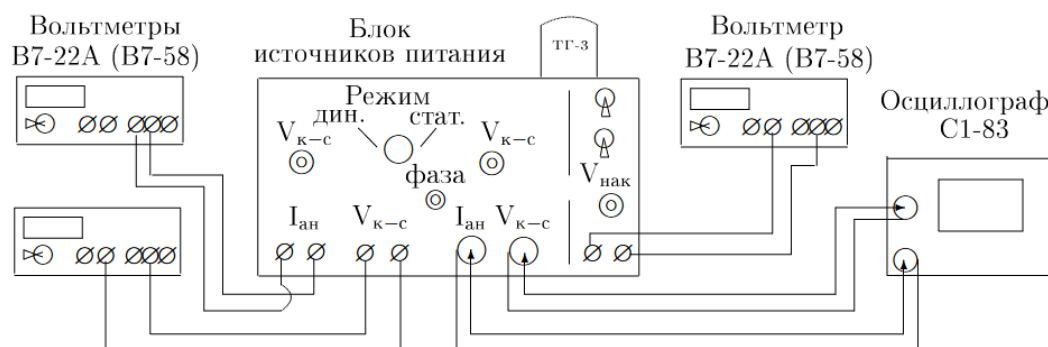 Вольтметры
В7-22А (В7-58)
Блок
источников питания
ТГ-3
Вольтметр
В7-22А (В7-58)
Осциллограф
С1-83
Режим
дин.
стат.
Vк−с
Vк−с
фаза
Vнак
Iан
Vк−с
Iан
Vк−с